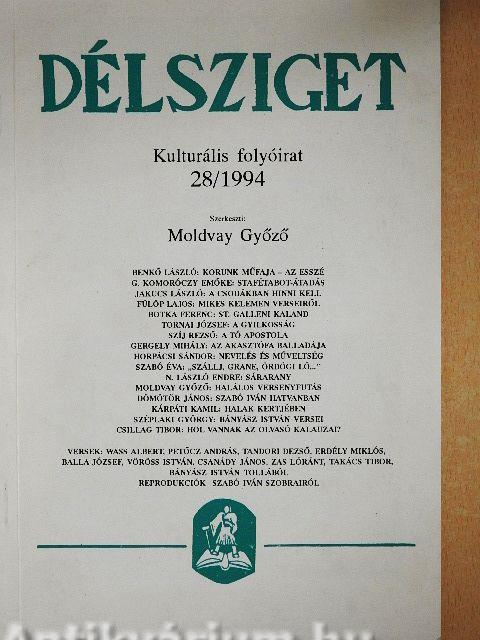 DÉLSZIGET
Kulturális folyóirat
28/1994
Szerkeszti:
Moldvay Győző
BENKŐ LÁSZLÓ: KORUNK MŰFAJA – AZ ESSZÉ
G. KOMORÓCZY EMŐKE: STAFÉTABOT-ÁTADÁS
JAKUCS LÁSZLÓ: A CSODÁKBAN HINNI KELL
FÜLÖP LAJOS: MIKES KELEMEN VERSEIRŐL
BOTKA FERENC: ST. GALLENI KALAND
TORNAI JÓZSEF: A GYILKOSSÁG
SZÍJ REZSŐ: A TÓ APOSTOLA
GERGELY MIHÁLY: AZ AKASZTÓFA BALLADÁJA
HORPÁCSI SÁNDOR: NEVELÉS ÉS MŰVELTSÉG
SZABÓ ÉVA: „SZÁLLJ, GRANE, ÖRDÖGI LÓ..."
N. LÁSZLÓ ENDRE: SÁRARANY
MOLDVAY GYŐZŐ: HALÁLOS VERSENYFUTÁS
DÖMÖTÖR JÁNOS: SZABÓ IVÁN HATVANBAN
KÁRPÁTI KAMIL: HALAK KERTJÉBEN
SZÉPLAKI GYÖRGY: BÁNYÁSZ ISTVÁN VERSEI
CSILLAG TIBOR: HOL VANNAK AZ OLVASÓ KALAUZAI?
VERSEK: WASS ALBERT, PETŐCZ ANDRÁS, TANDORI DEZSŐ, ERDÉLY MIKLÓS,
BALLA JÓZSEF, VÖRÖSS ISTVÁN, CSANÁDY JÁNOS, ZAS LÓRÁNT, TAKÁCS TIBOR,
BÁNYÁSZ ISTVÁN TOLLÁBÓL
REPRODUKCIÓK SZABÓ IVÁN SZOBRAIRÓL
Antikvárium.hu